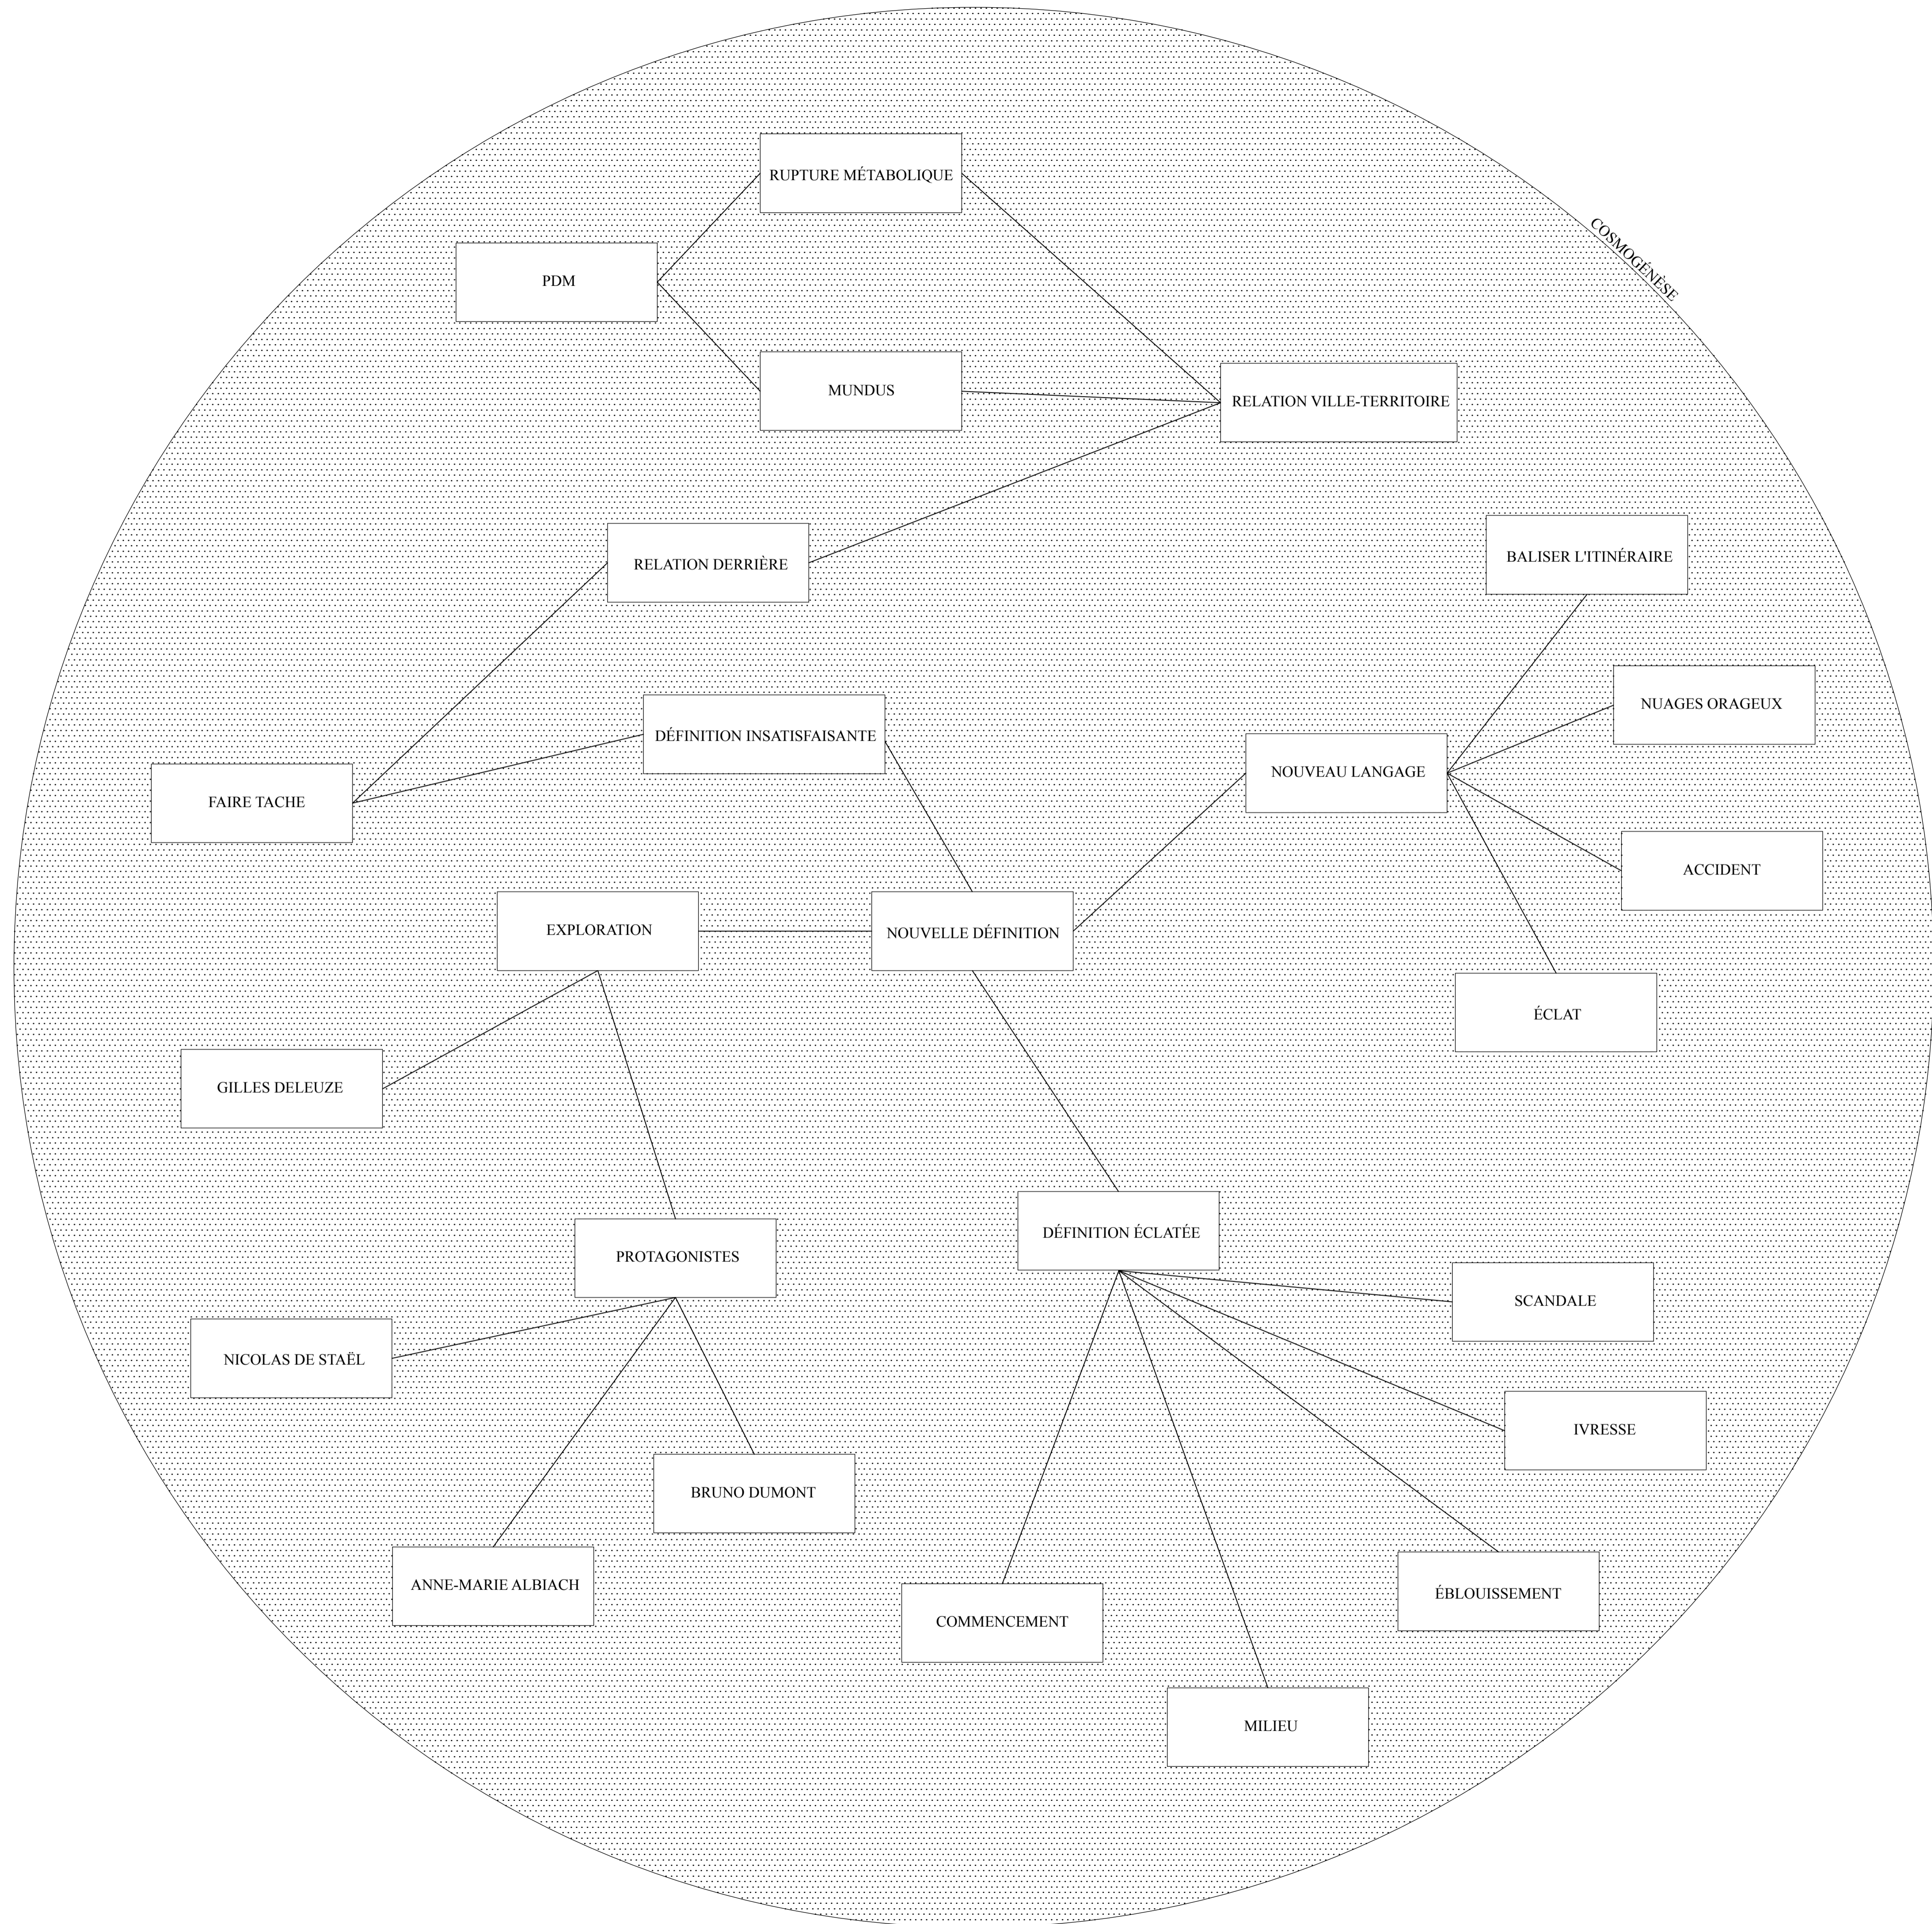 RUPTURE MÉTABOLIQUE
COSMOGÉNÈSE
PDM
MUNDUS
RELATION VILLE-TERRITOIRE
RELATION DERRIÈRE
BALISER L'ITINÉRAIRE
NUAGES ORAGEUX
DÉFINITION INSATISFAISANTE
NOUVEAU LANGAGE
FAIRE TACHE
ACCIDENT
EXPLORATION
NOUVELLE DÉFINITION
ÉCLAT
GILLES DELEUZE
DÉFINITION ÉCLATÉE
PROTAGONISTES
SCANDALE
NICOLAS DE STAËL
IVRESSE
BRUNO DUMONT
ANNE-MARIE ALBIACH
ÉBLOUISSEMENT
COMMENCEMENT
MILIEU